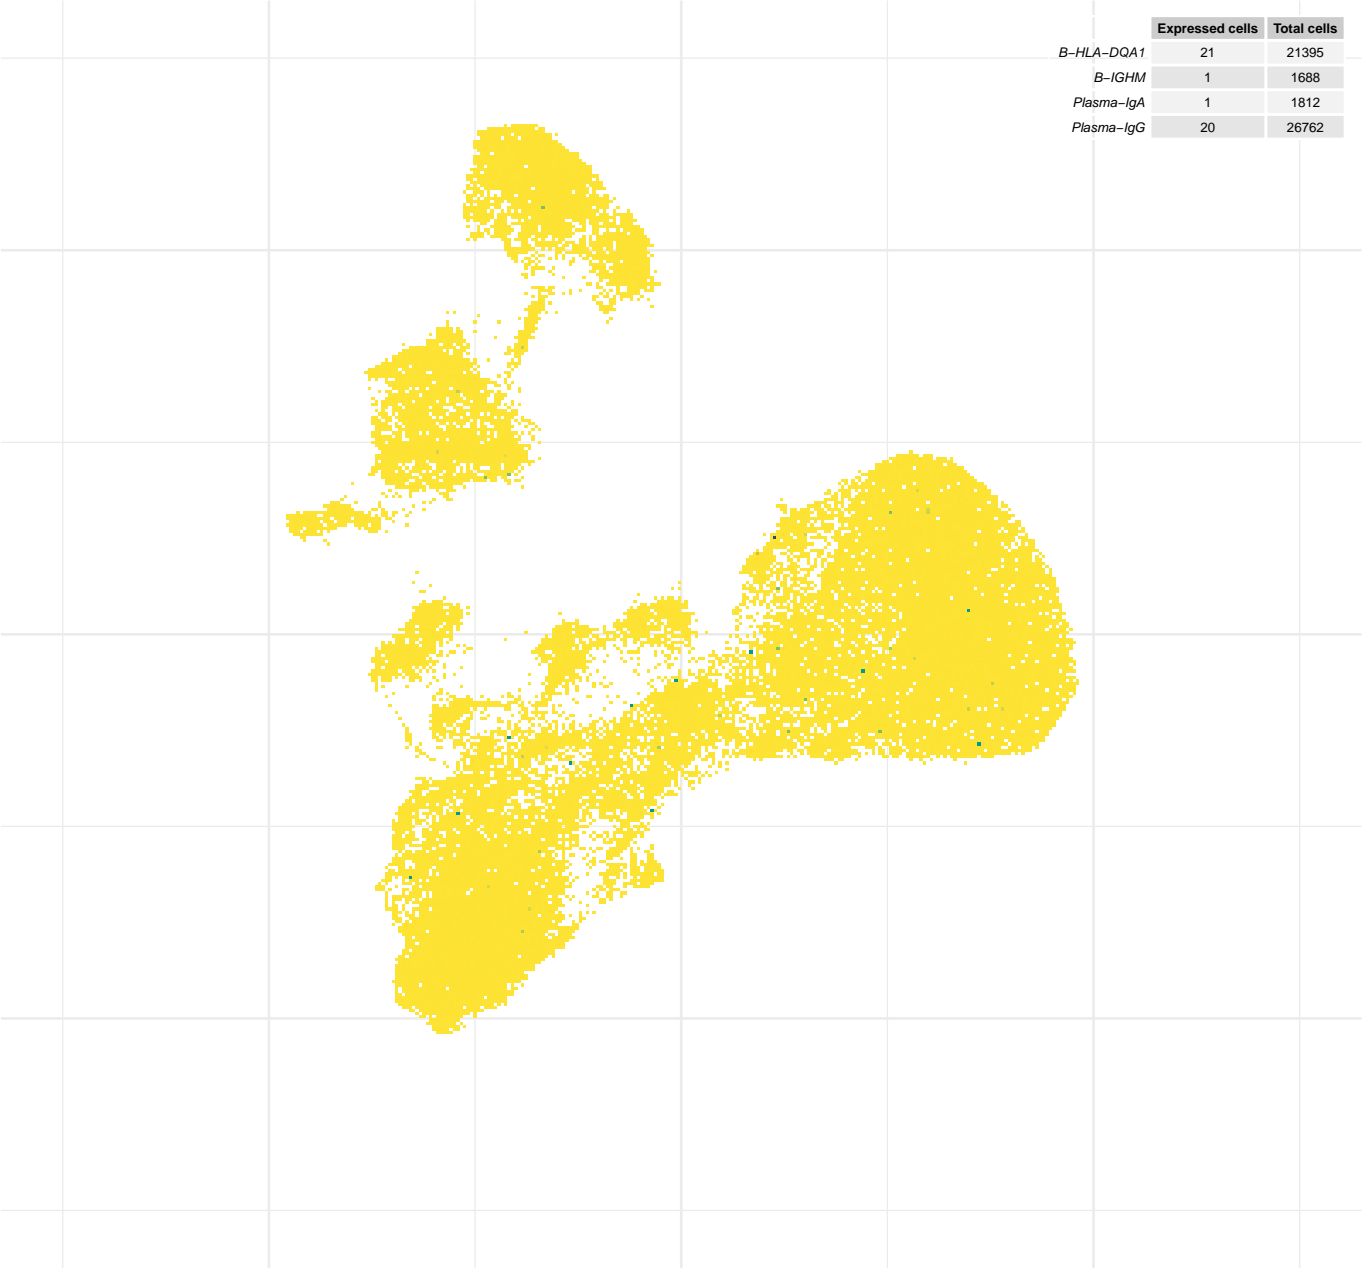 Expressed cells Total cells
B−HLA−DQA1 21 21395
B−IGHM 1 1688
Plasma−IgA 1 1812
Plasma−IgG 20 26762